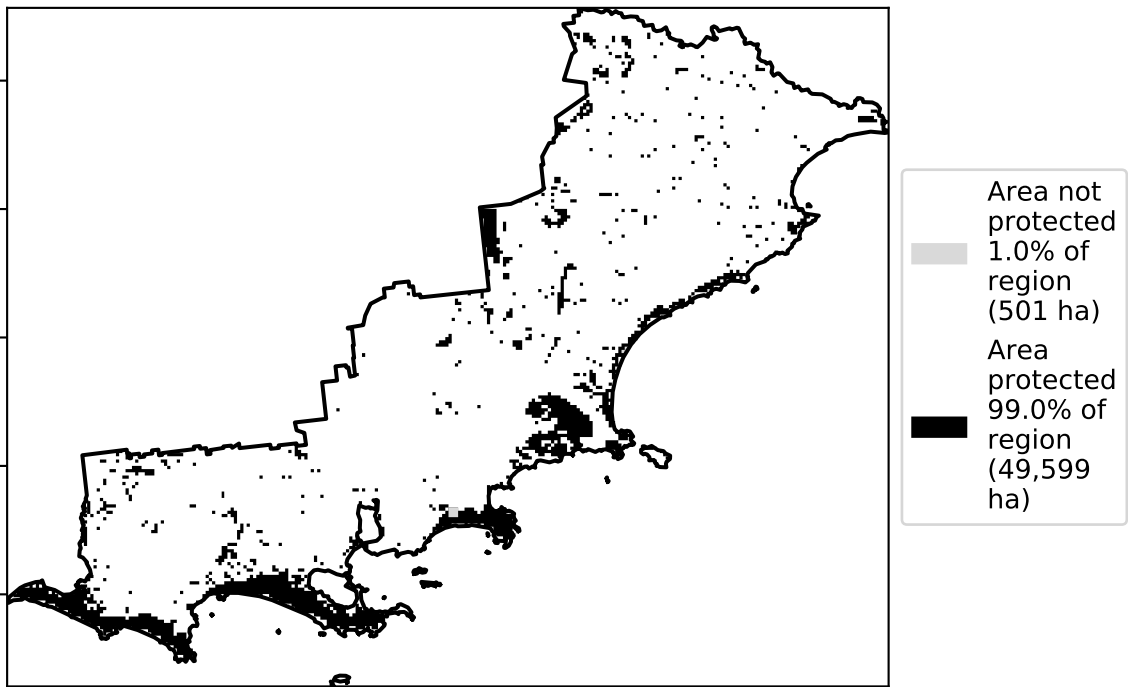 Area not
protected
1.0% of
region
(501 ha)
Area
protected
99.0% of
region
(49,599
ha)